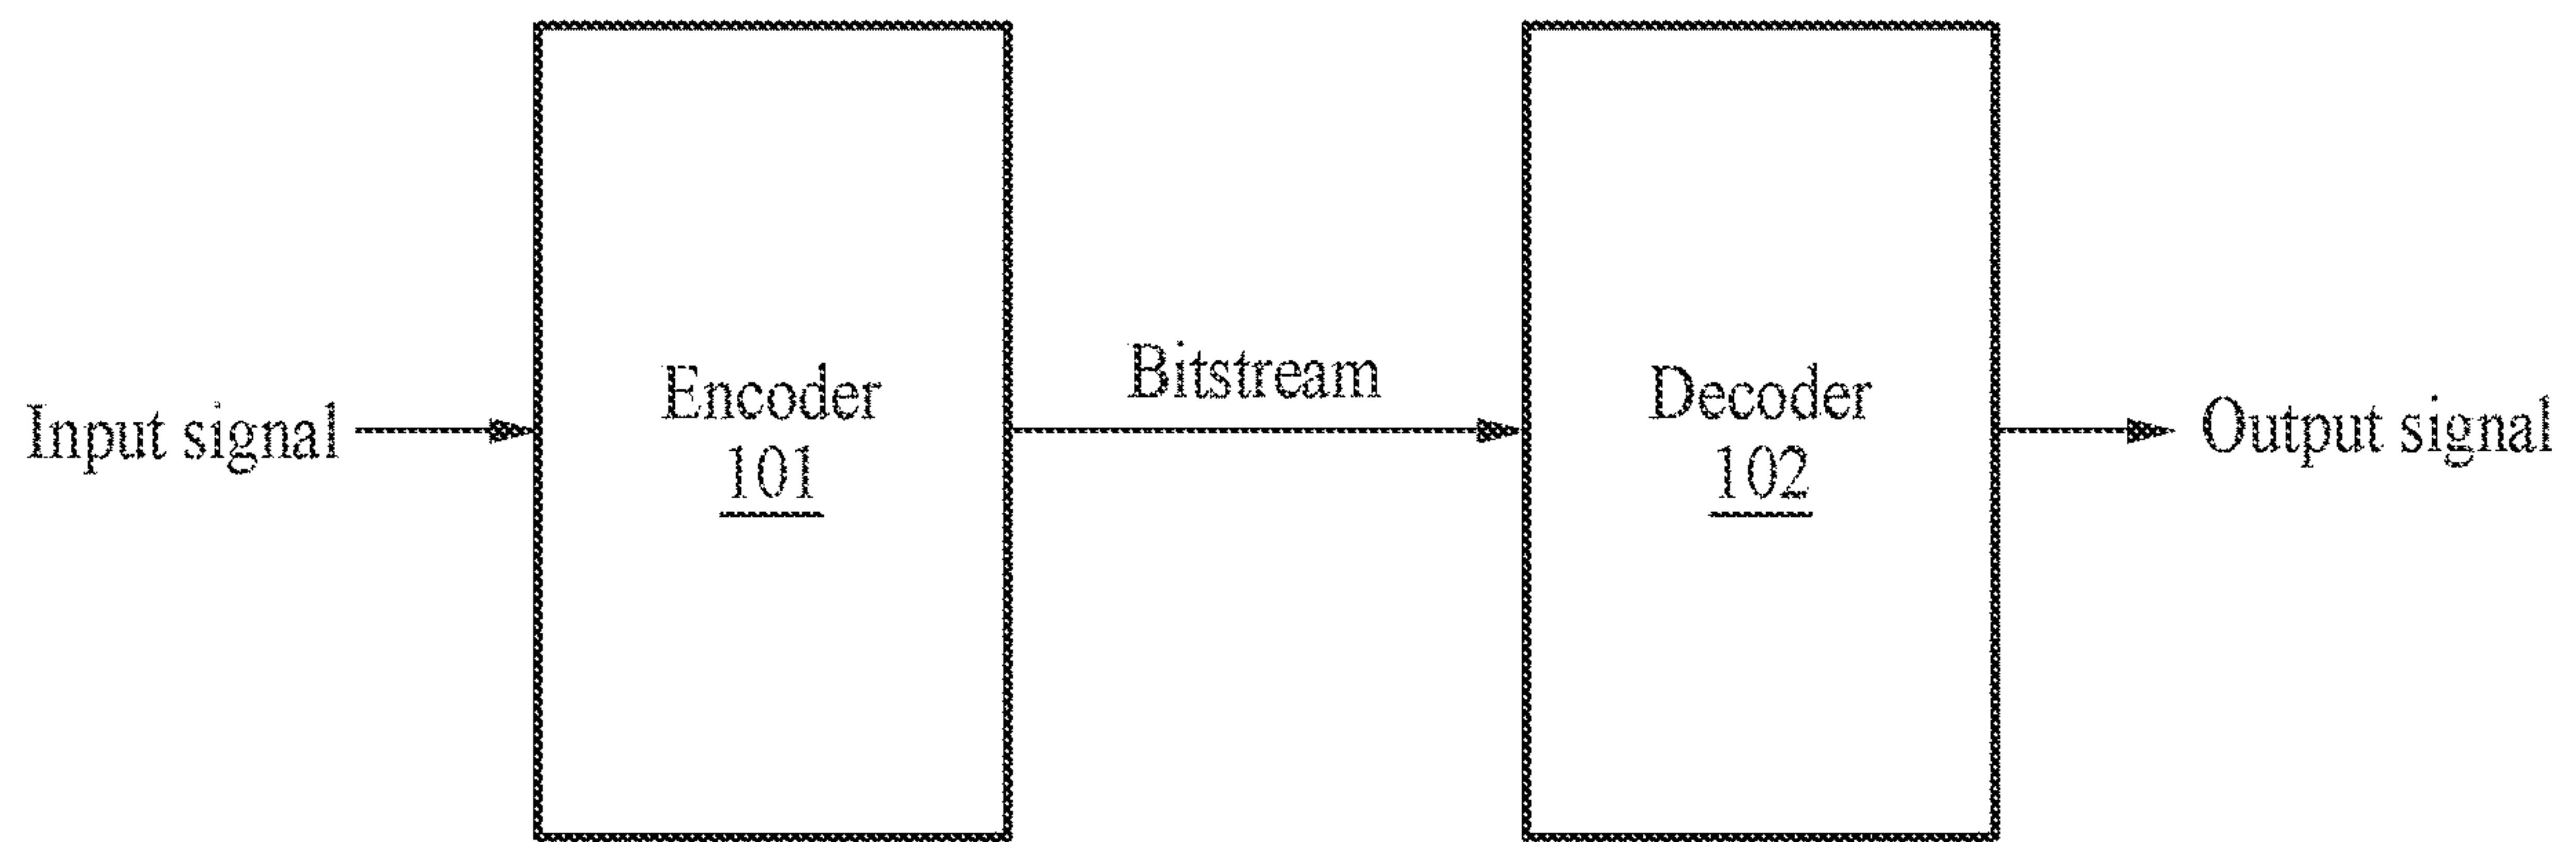 Input signal
Encoder
101
Bitstream
Decoder
102
Output signal